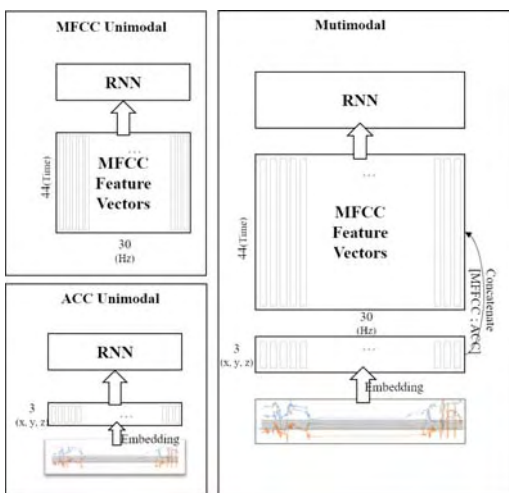 MFCC Unimodal
RNN
...
MFCC
Feature
Vectors
44(Time)
30
(Hz)
ACC Unimodal
RNN
3
(x, y, z)
...
Embedding
Mutimodal
RNN
...
MFCC
Feature
Vectors
44(Time)
30
(Hz)
Concatenate
[MFFCC ; ACC]
3
(x, y, z)
...
Embedding